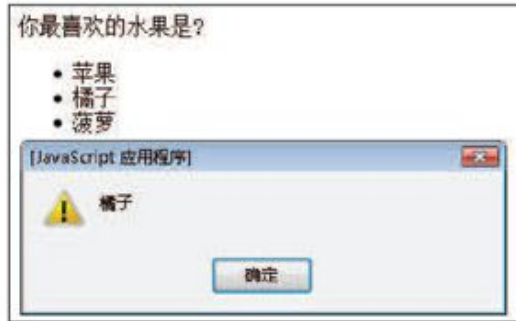 你最喜欢的水果是?
• 苹果
• 橘子
• 菠萝
[JavaScript 应用程序]
橘子
确定